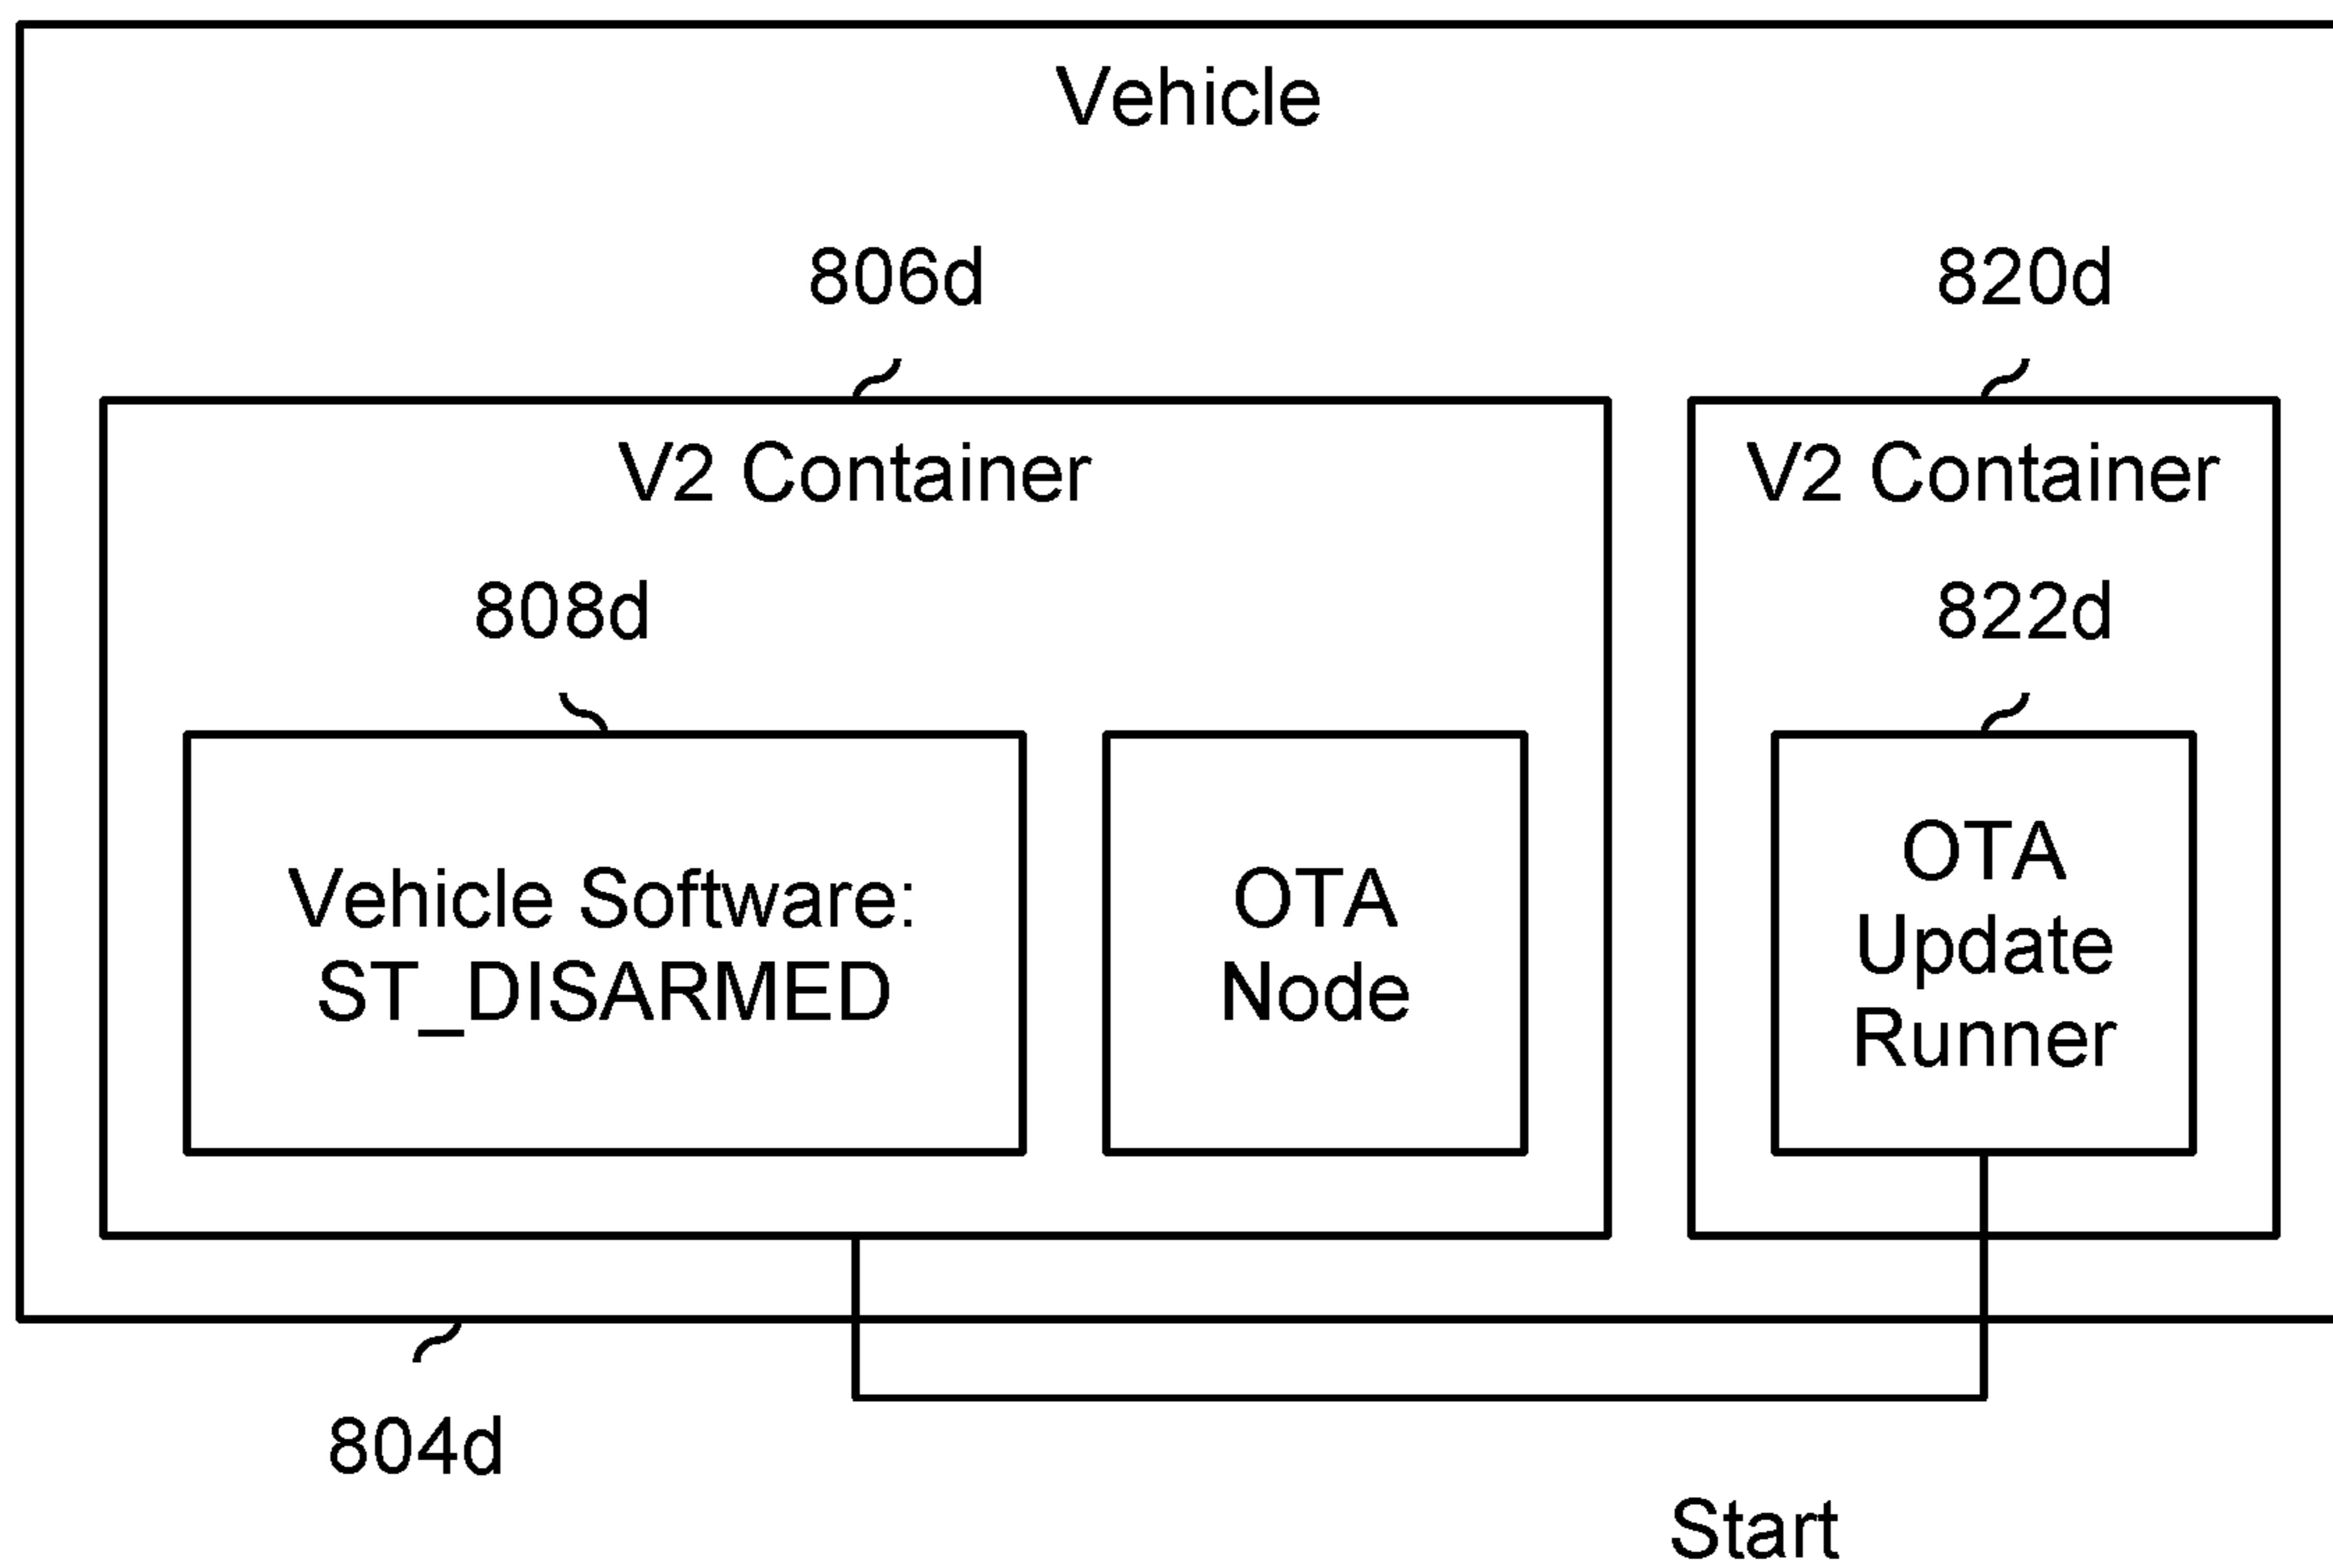 Vehicle
806d
820d
V2 Container
V2 Container
808d
822d
Vehicle Software:
ST_DISARMED
OTA
Node
OTA
Update
Runner
804d
Start